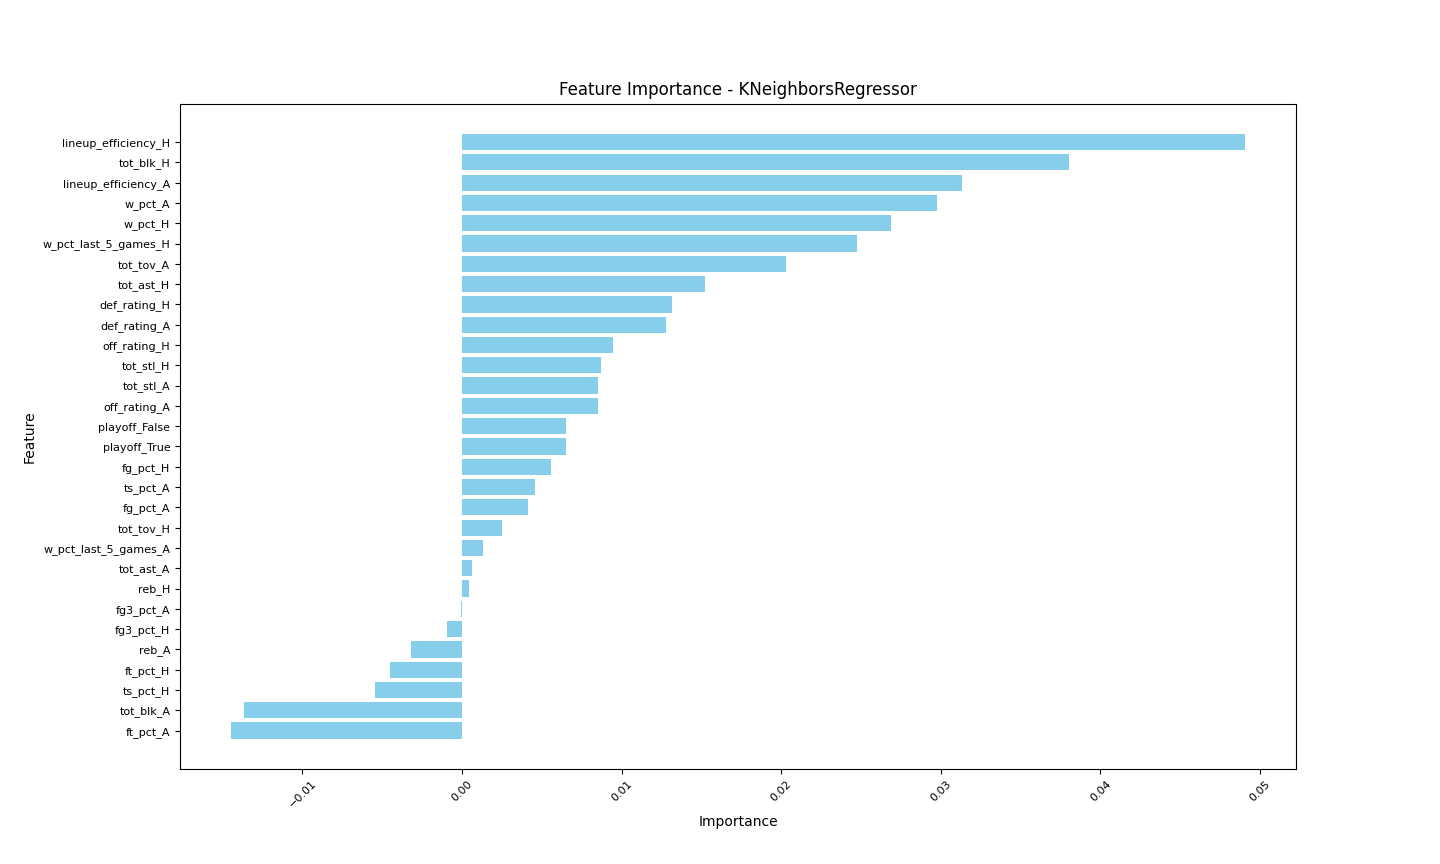 Feature Importance - KNeighborsRegressor
lineup_efficiency_H
tot_blk_H
lineup_efficiency_A
w_pct_A
w_pct_H
w_pct_last_5_games_H
tot_tov_A
tot_ast_H
def_rating_H
def_rating_A
off_rating_H
tot_stl_H
tot_stl_A
off_rating_A
playoff_False
playoff_True
fg_pct_H
ts_pct_A
fg_pct_A
tot_tov_H
w_pct_last_5_games_A
tot_ast_A
reb_H
fg3_pct_A
fg3_pct_H
reb_A
ft_pct_H
ts_pct_H
tot_blk_A
ft_pct_A
Feature
−0.01
0.00
0.01
0.02
0.03
0.04
0.05
Importance